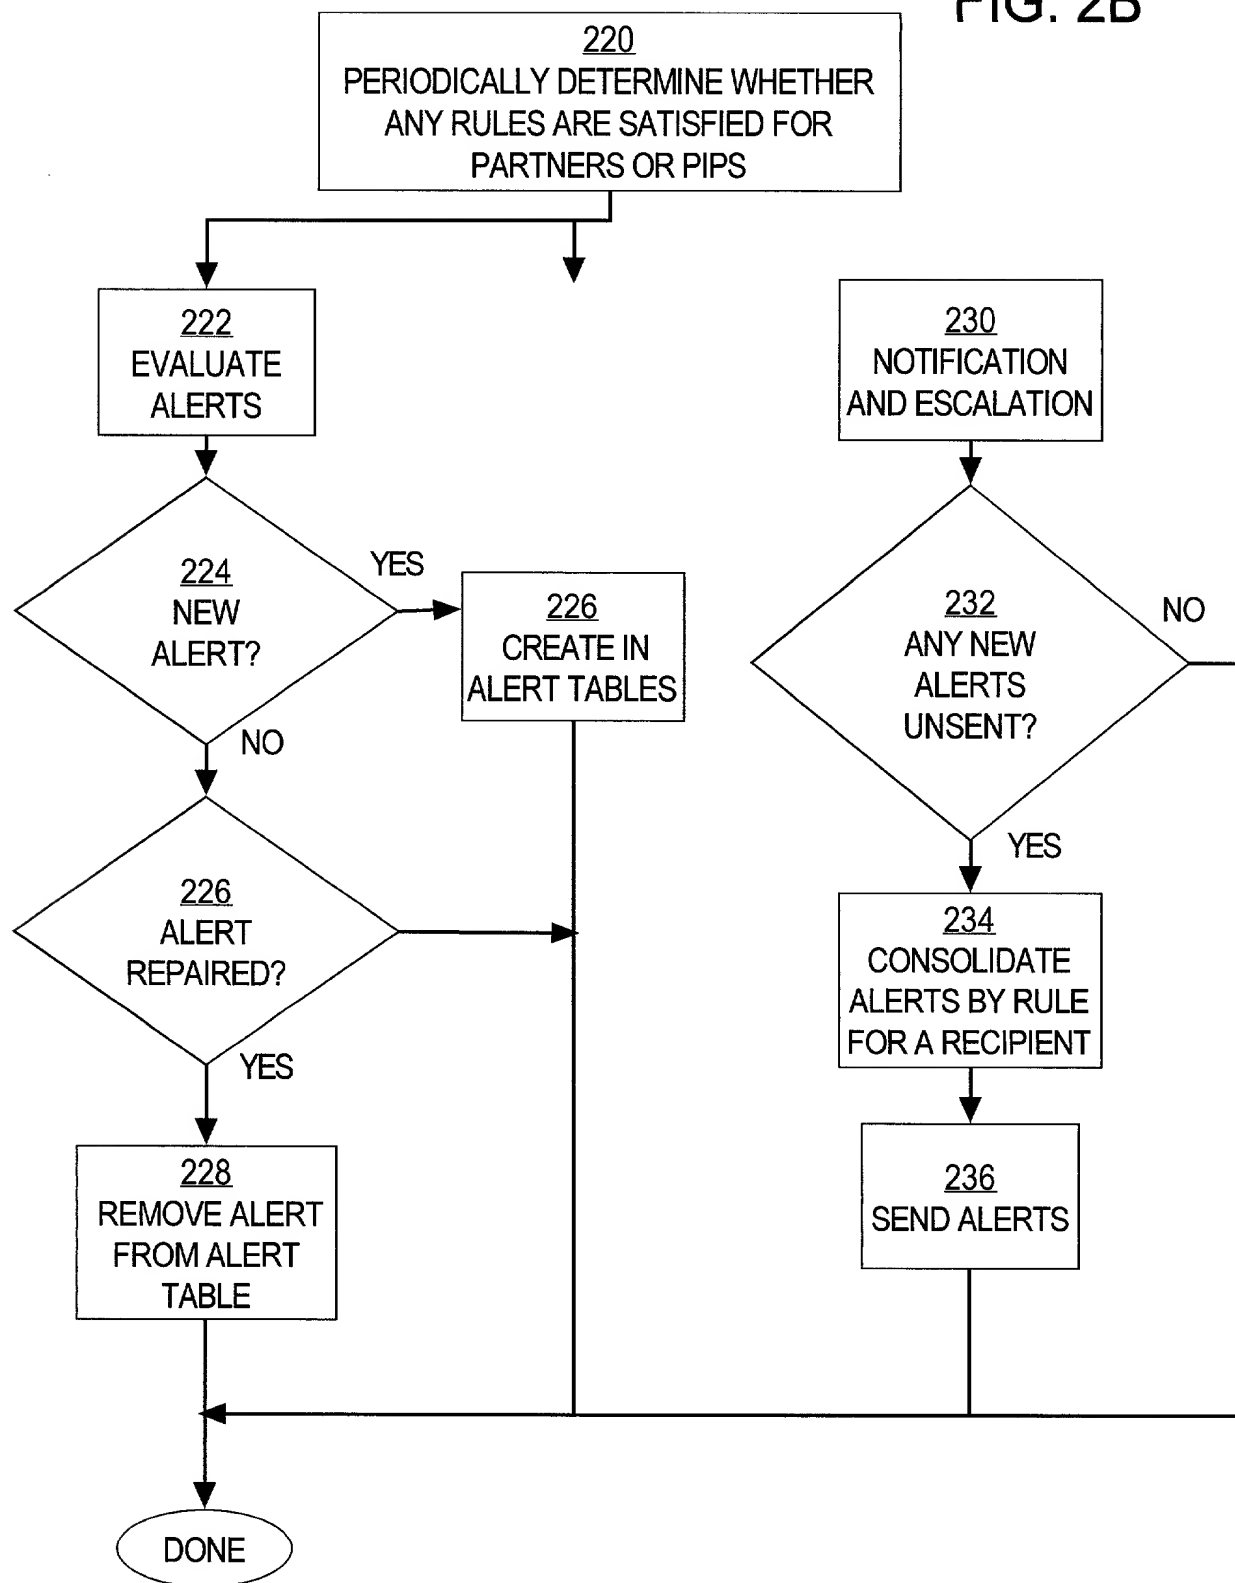 FIG. 2B
220
PERIODICALLY DETERMINE WHETHER
ANY RULES ARE SATISFIED FOR
PARTNERS OR PIPS
222
EVALUATE
ALERTS
224
NEW
ALERT?
YES
NO
226
CREATE IN
ALERT TABLES
226
ALERT
REPAIRED?
YES
228
REMOVE ALERT
FROM ALERT
TABLE
230
NOTIFICATION
AND ESCALATION
232
ANY NEW
ALERTS
UNSENT?
NO
YES
234
CONSOLIDATE
ALERTS BY RULE
FOR A RECIPIENT
236
SEND ALERTS
DONE